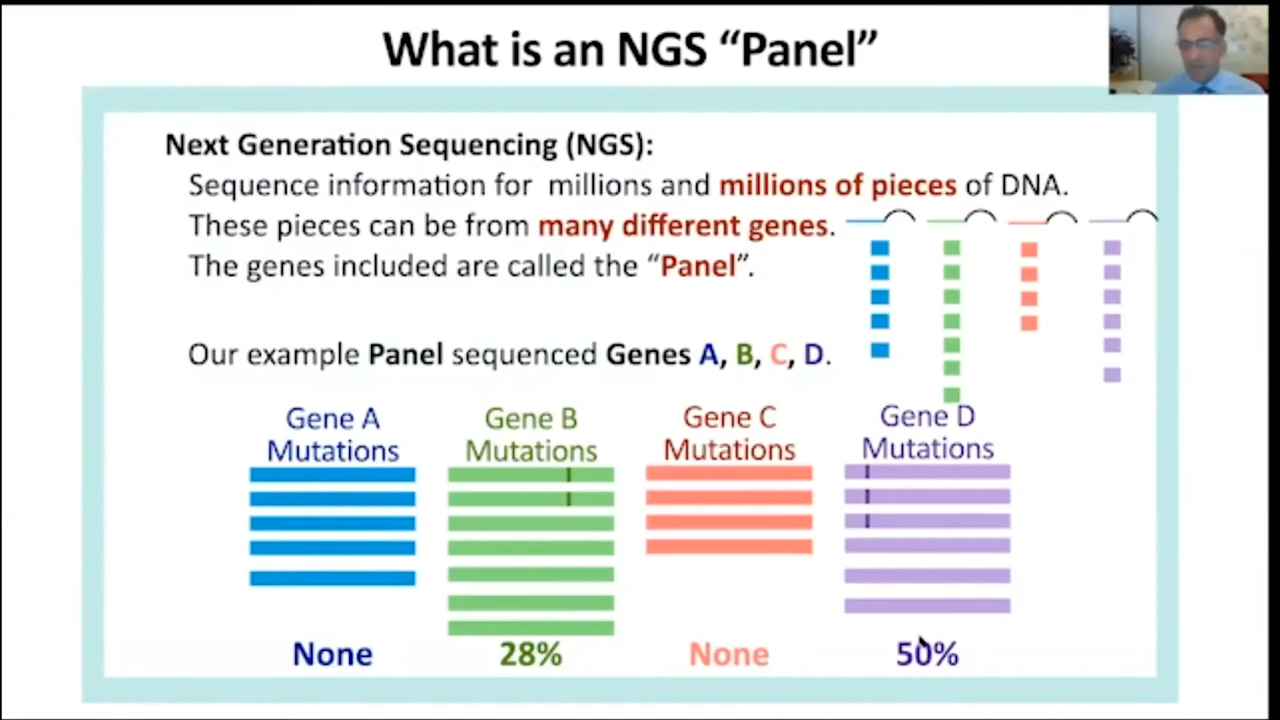 What is an NGS “Panel”
Next Generation Sequencing (NGS):
Sequence information for millions and millions of pieces of DNA.
These pieces can be from many different genes.
The genes included are called the “Panel”.
Our example Panel sequenced Genes A, B, C, D.
Gene A
Mutations
None
Gene B
Mutations
28%
Gene C
Mutations
None
Gene D
Mutations
50%